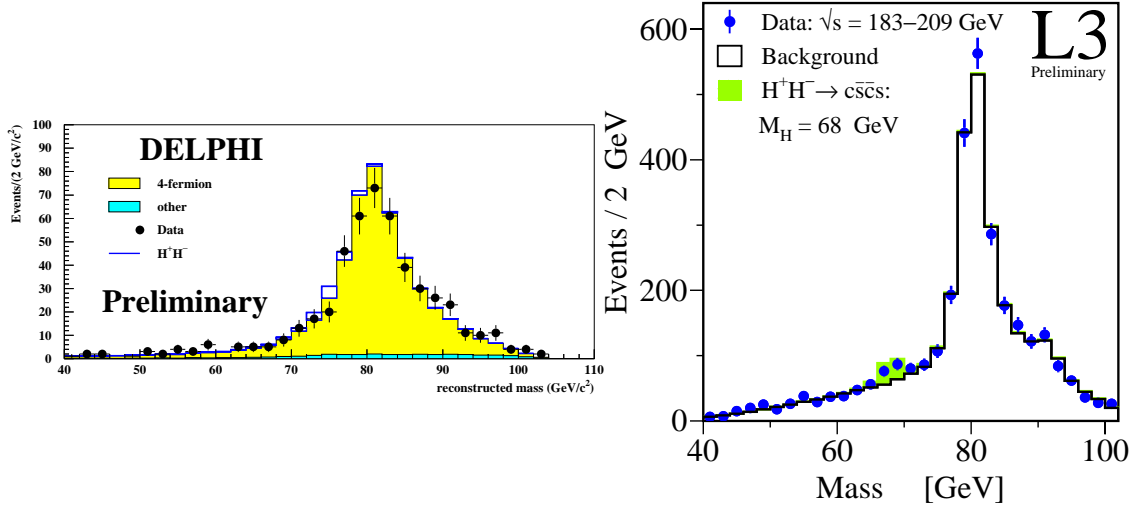 Events/(2 GeV/c²)
100
90
80
70
60
50
40
30
20
10
0
DELPHI
4-fermion
other
Data
H⁺H⁻
Preliminary
40 50 60 70 80 90 100 110
reconstructed mass (GeV/c²)
Events / 2 GeV
600
400
200
0
Data: √s = 183–209 GeV
Background
H⁺H⁻→ cs̄c̄s:
M_H = 68 GeV
L3
Preliminary
40 60 80 100
Mass [GeV]